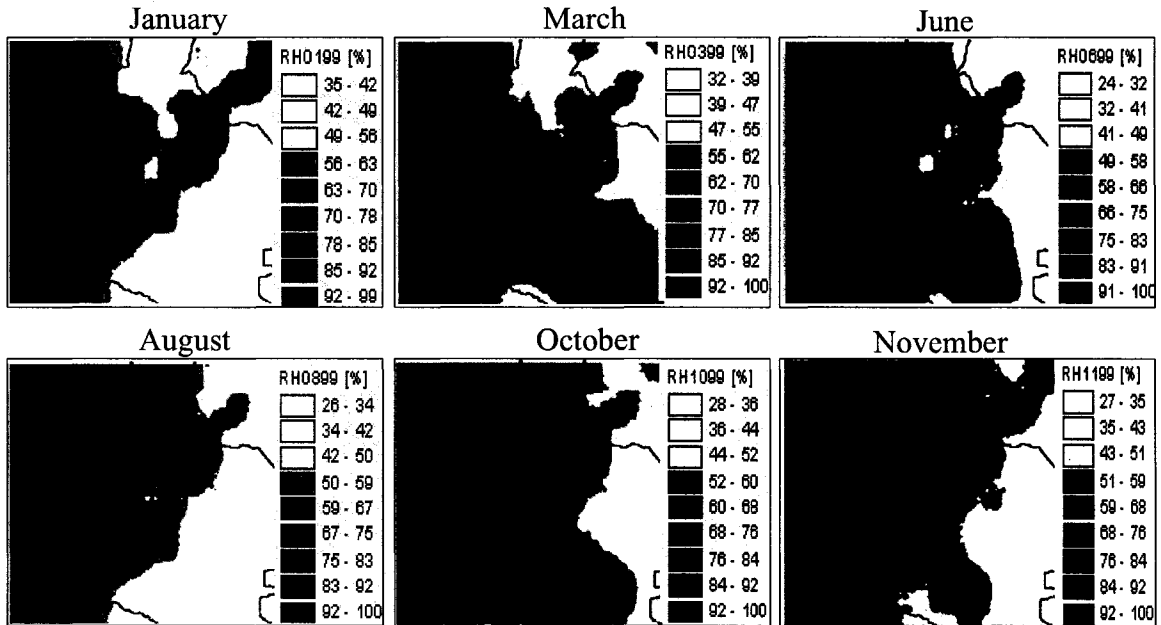 January
RH0199 [%]
35 - 42
42 - 49
49 - 56
56 - 63
63 - 70
70 - 78
78 - 85
85 - 92
92 - 99
March
RH0399 [%]
32 - 39
39 - 47
47 - 55
55 - 62
62 - 70
70 - 77
77 - 85
85 - 92
92 - 100
June
RH0699 [%]
24 - 32
32 - 41
41 - 49
49 - 58
58 - 66
66 - 75
75 - 83
83 - 91
91 - 100
August
RH0899 [%]
26 - 34
34 - 42
42 - 50
50 - 59
59 - 67
67 - 75
75 - 83
83 - 92
92 - 100
October
RH1099 [%]
28 - 36
36 - 44
44 - 52
52 - 60
60 - 68
68 - 76
76 - 84
84 - 92
92 - 100
November
RH1199 [%]
27 - 35
35 - 43
43 - 51
51 - 59
59 - 68
68 - 76
76 - 84
84 - 92
92 - 100